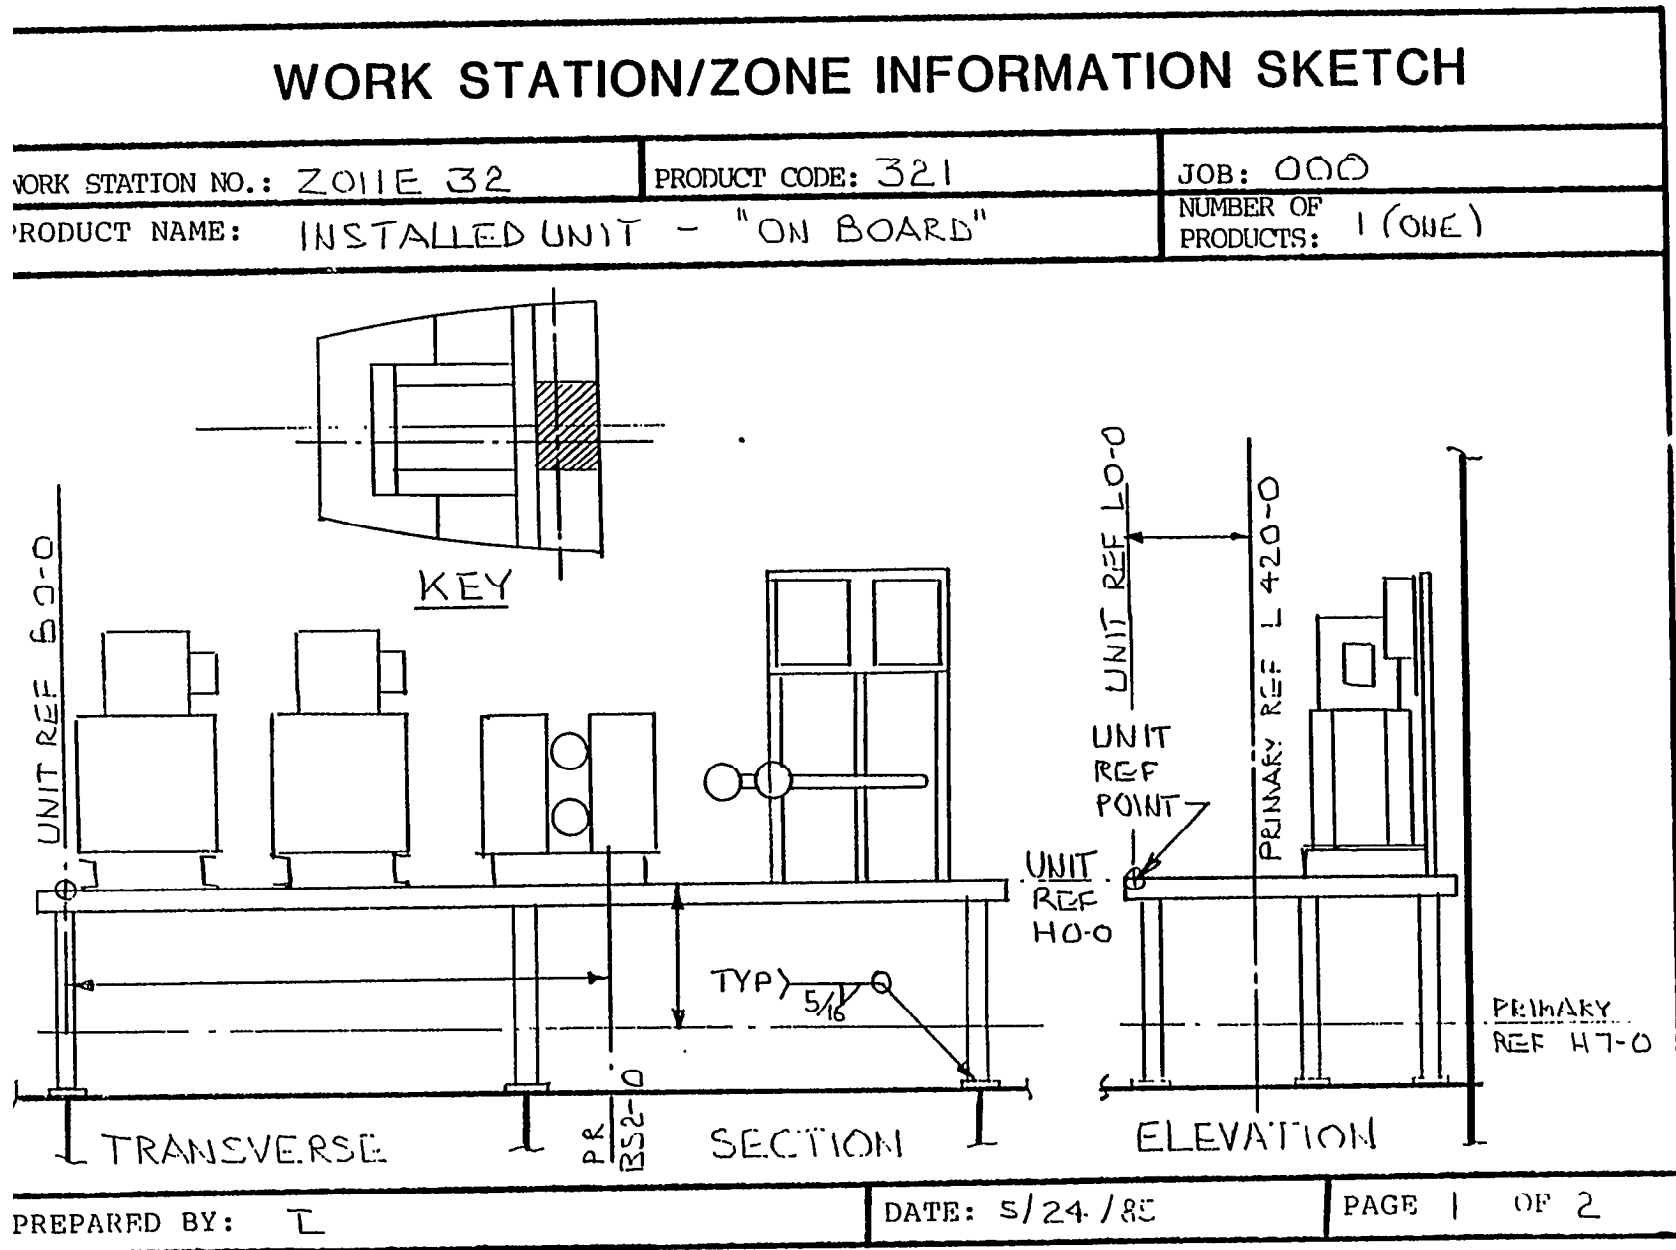 WORK STATION/ZONE INFORMATION SKETCH
WORK STATION NO.: ZONE 32
PRODUCT CODE: 321
JOB: 000
PRODUCT NAME: INSTALLED UNIT - "ON BOARD"
NUMBER OF
PRODUCTS: 1 (ONE)
KEY
UNIT REF B0-0
UNIT REF L0-0
PRIMARY REF L 420-0
UNIT
REF
POINT
UNIT
REF
H0-0
TYP
5/16
PRIMARY
REF H7-0
TRANSVERSE
PR
BS2-0
SECTION
ELEVATION
PREPARED BY: I
DATE: 5/24/85
PAGE 1 OF 2